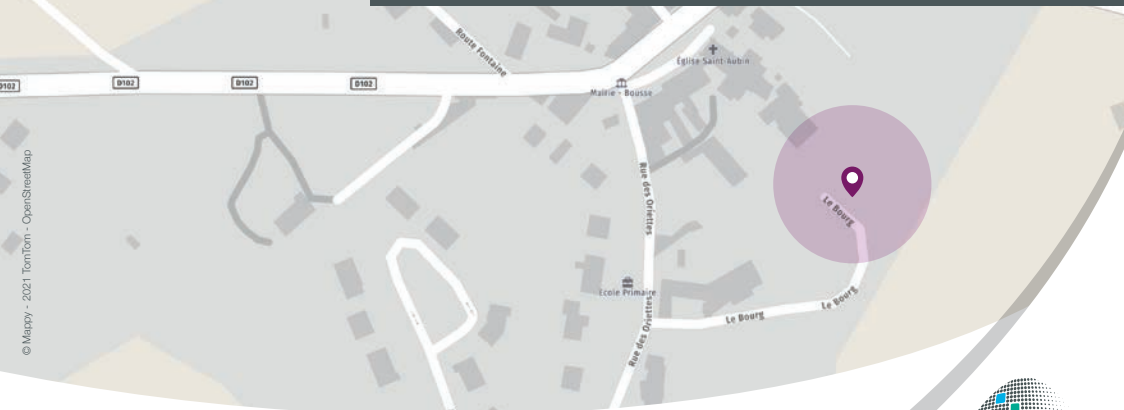 Route Fontaine
Église Saint-Aubin
D102
D102
D102
D102
Mairie - Bousse
Rue des Oriettes
Le Bourg
École Primaire
Le Bourg
Le Bourg
Rue des Oriettes
© Mappy - 2021 TomTom - OpenStreetMap